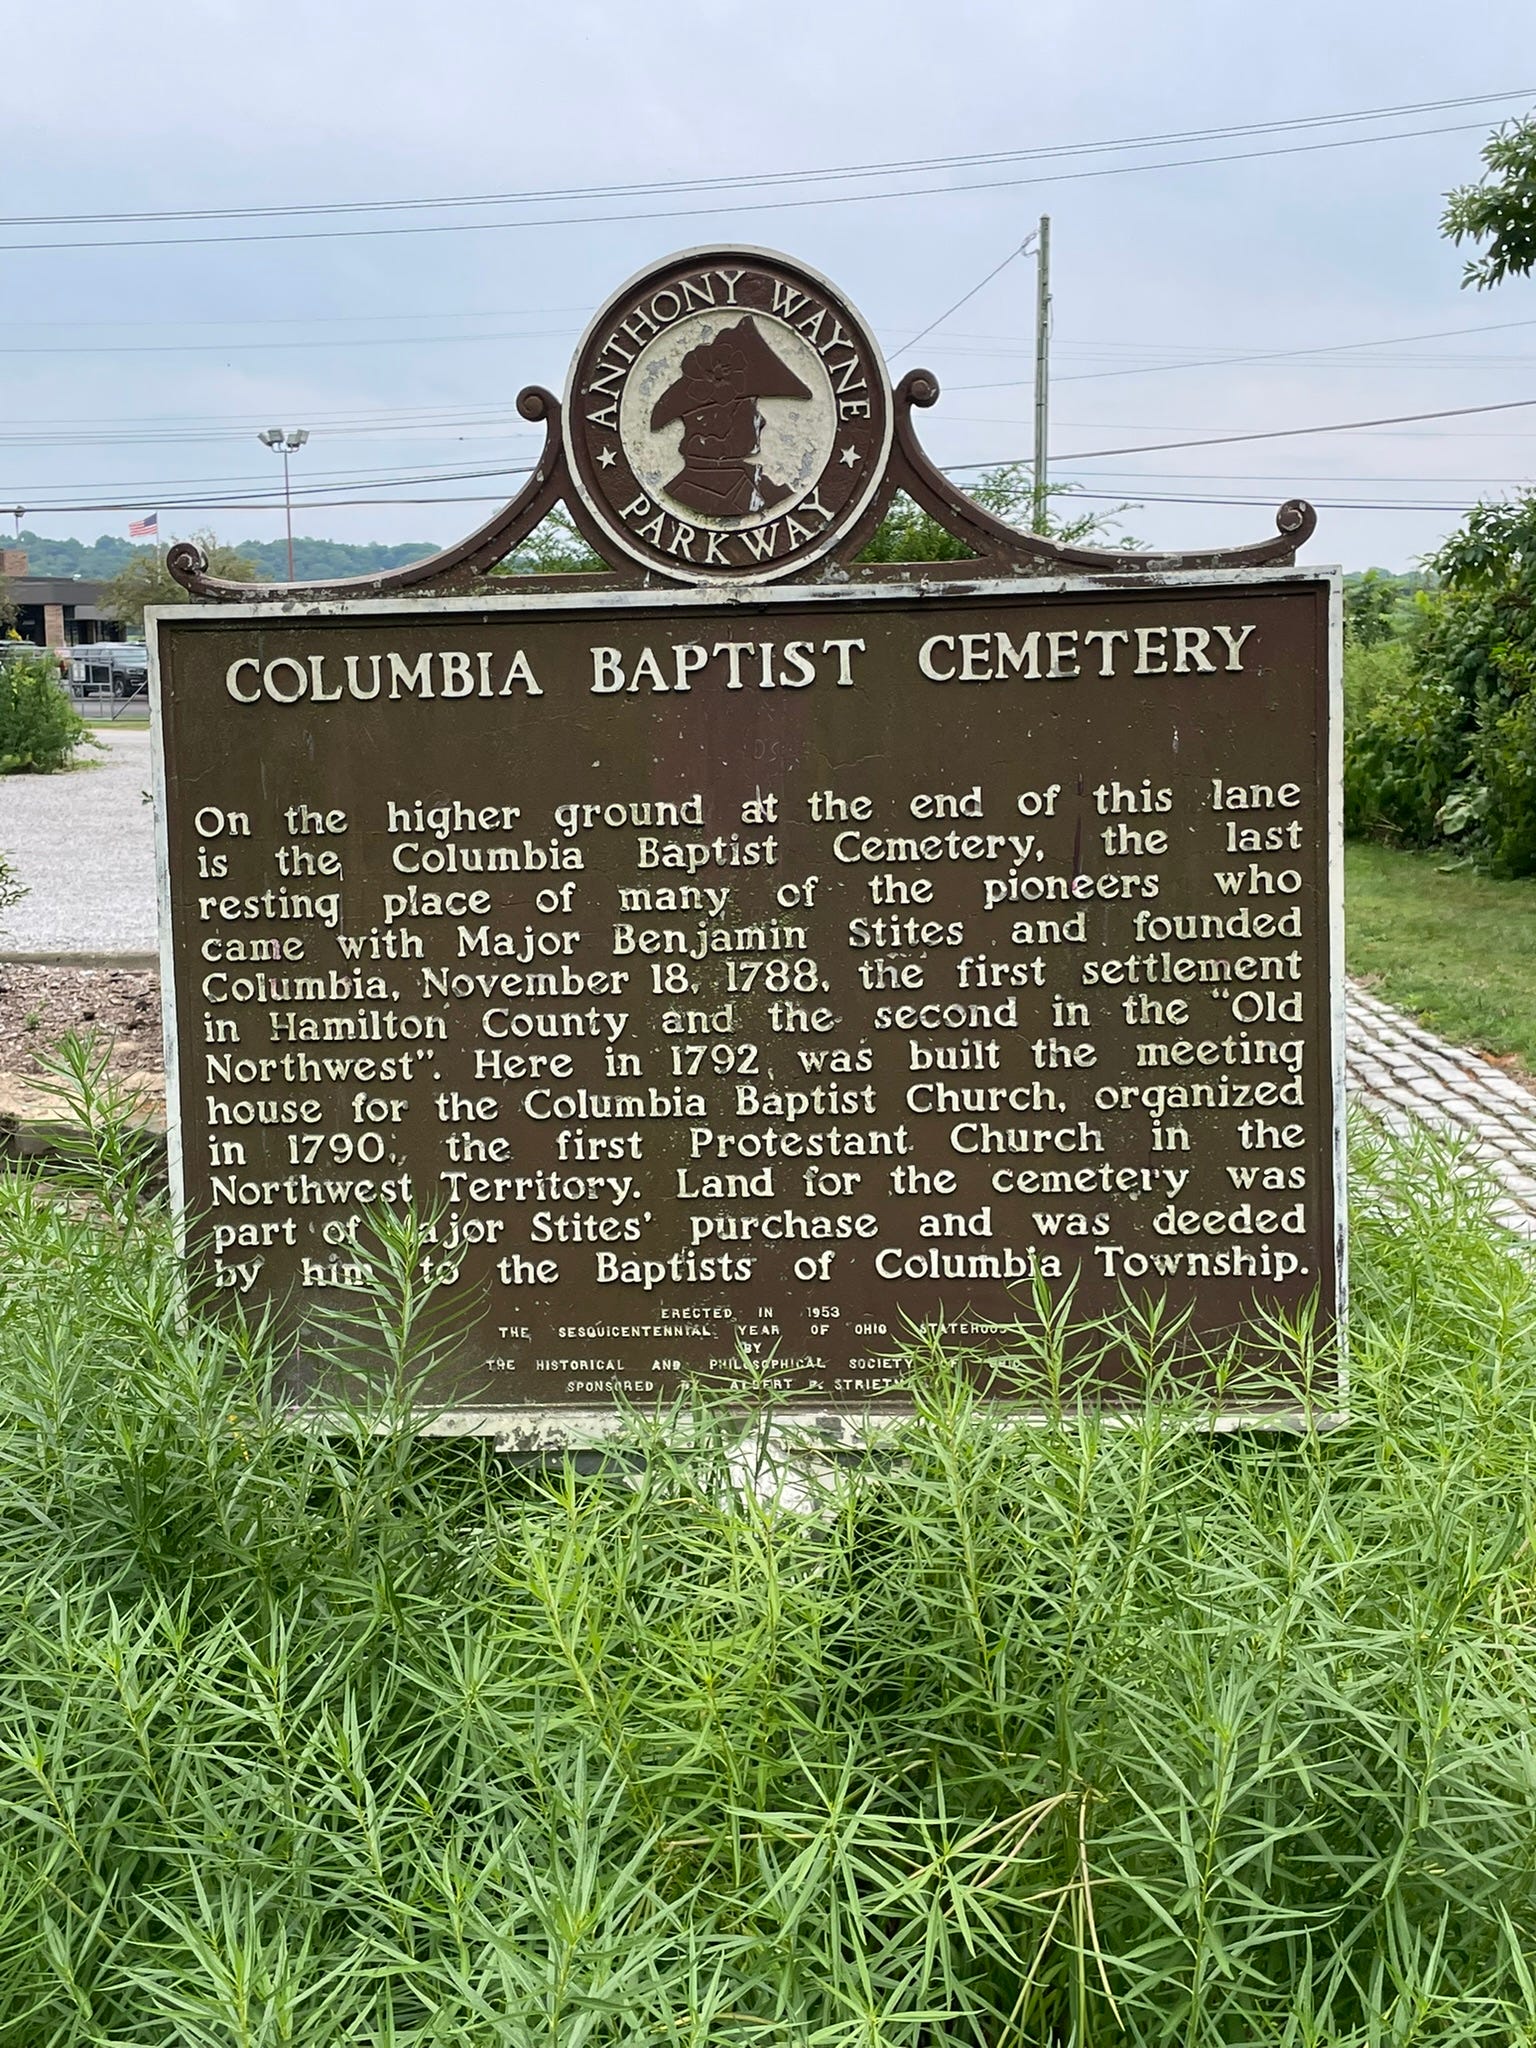 ANTHONY WAYNE
PARKWAY
COLUMBIA BAPTIST CEMETERY
On the higher ground at the end of this lane
is the Columbia Baptist Cemetery, the last
resting place of many of the pioneers who
came with Major Benjamin Stites and founded
Columbia, November 18, 1788, the first settlement
in Hamilton County and the second in the "Old
Northwest". Here in 1792 was built the meeting
house for the Columbia Baptist Church, organized
in 1790, the first Protestant Church in the
Northwest Territory. Land for the cemetery was
part of Major Stites' purchase and was deeded
by him to the Baptists of Columbia Township.
ERECTED IN 1953
THE SESQUICENTENNIAL YEAR OF OHIO STATEHOOD
BY
THE HISTORICAL AND PHILOSOPHICAL SOCIETY OF OHIO
SPONSORED BY ALBERT P.